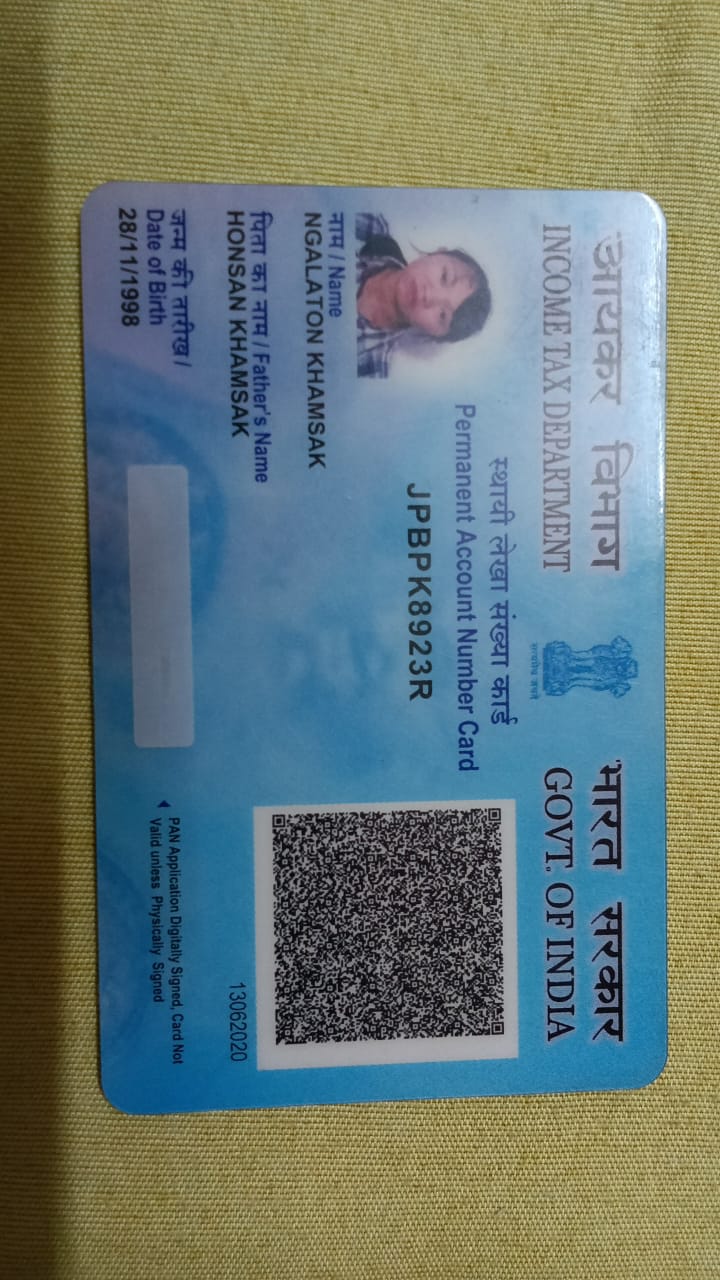 आयकर विभाग
INCOME TAX DEPARTMENT
सत्यमेव जयते
भारत सरकार
GOVT. OF INDIA
स्थायी लेखा संख्या कार्ड
Permanent Account Number Card
JPBPK8923R
नाम / Name
NGALATON KHAMSAK
पिता का नाम / Father's Name
HONSAN KHAMSAK
जन्म की तारीख /
Date of Birth
28/11/1998
13062020
PAN Application Digitally Signed, Card Not
Valid unless Physically Signed